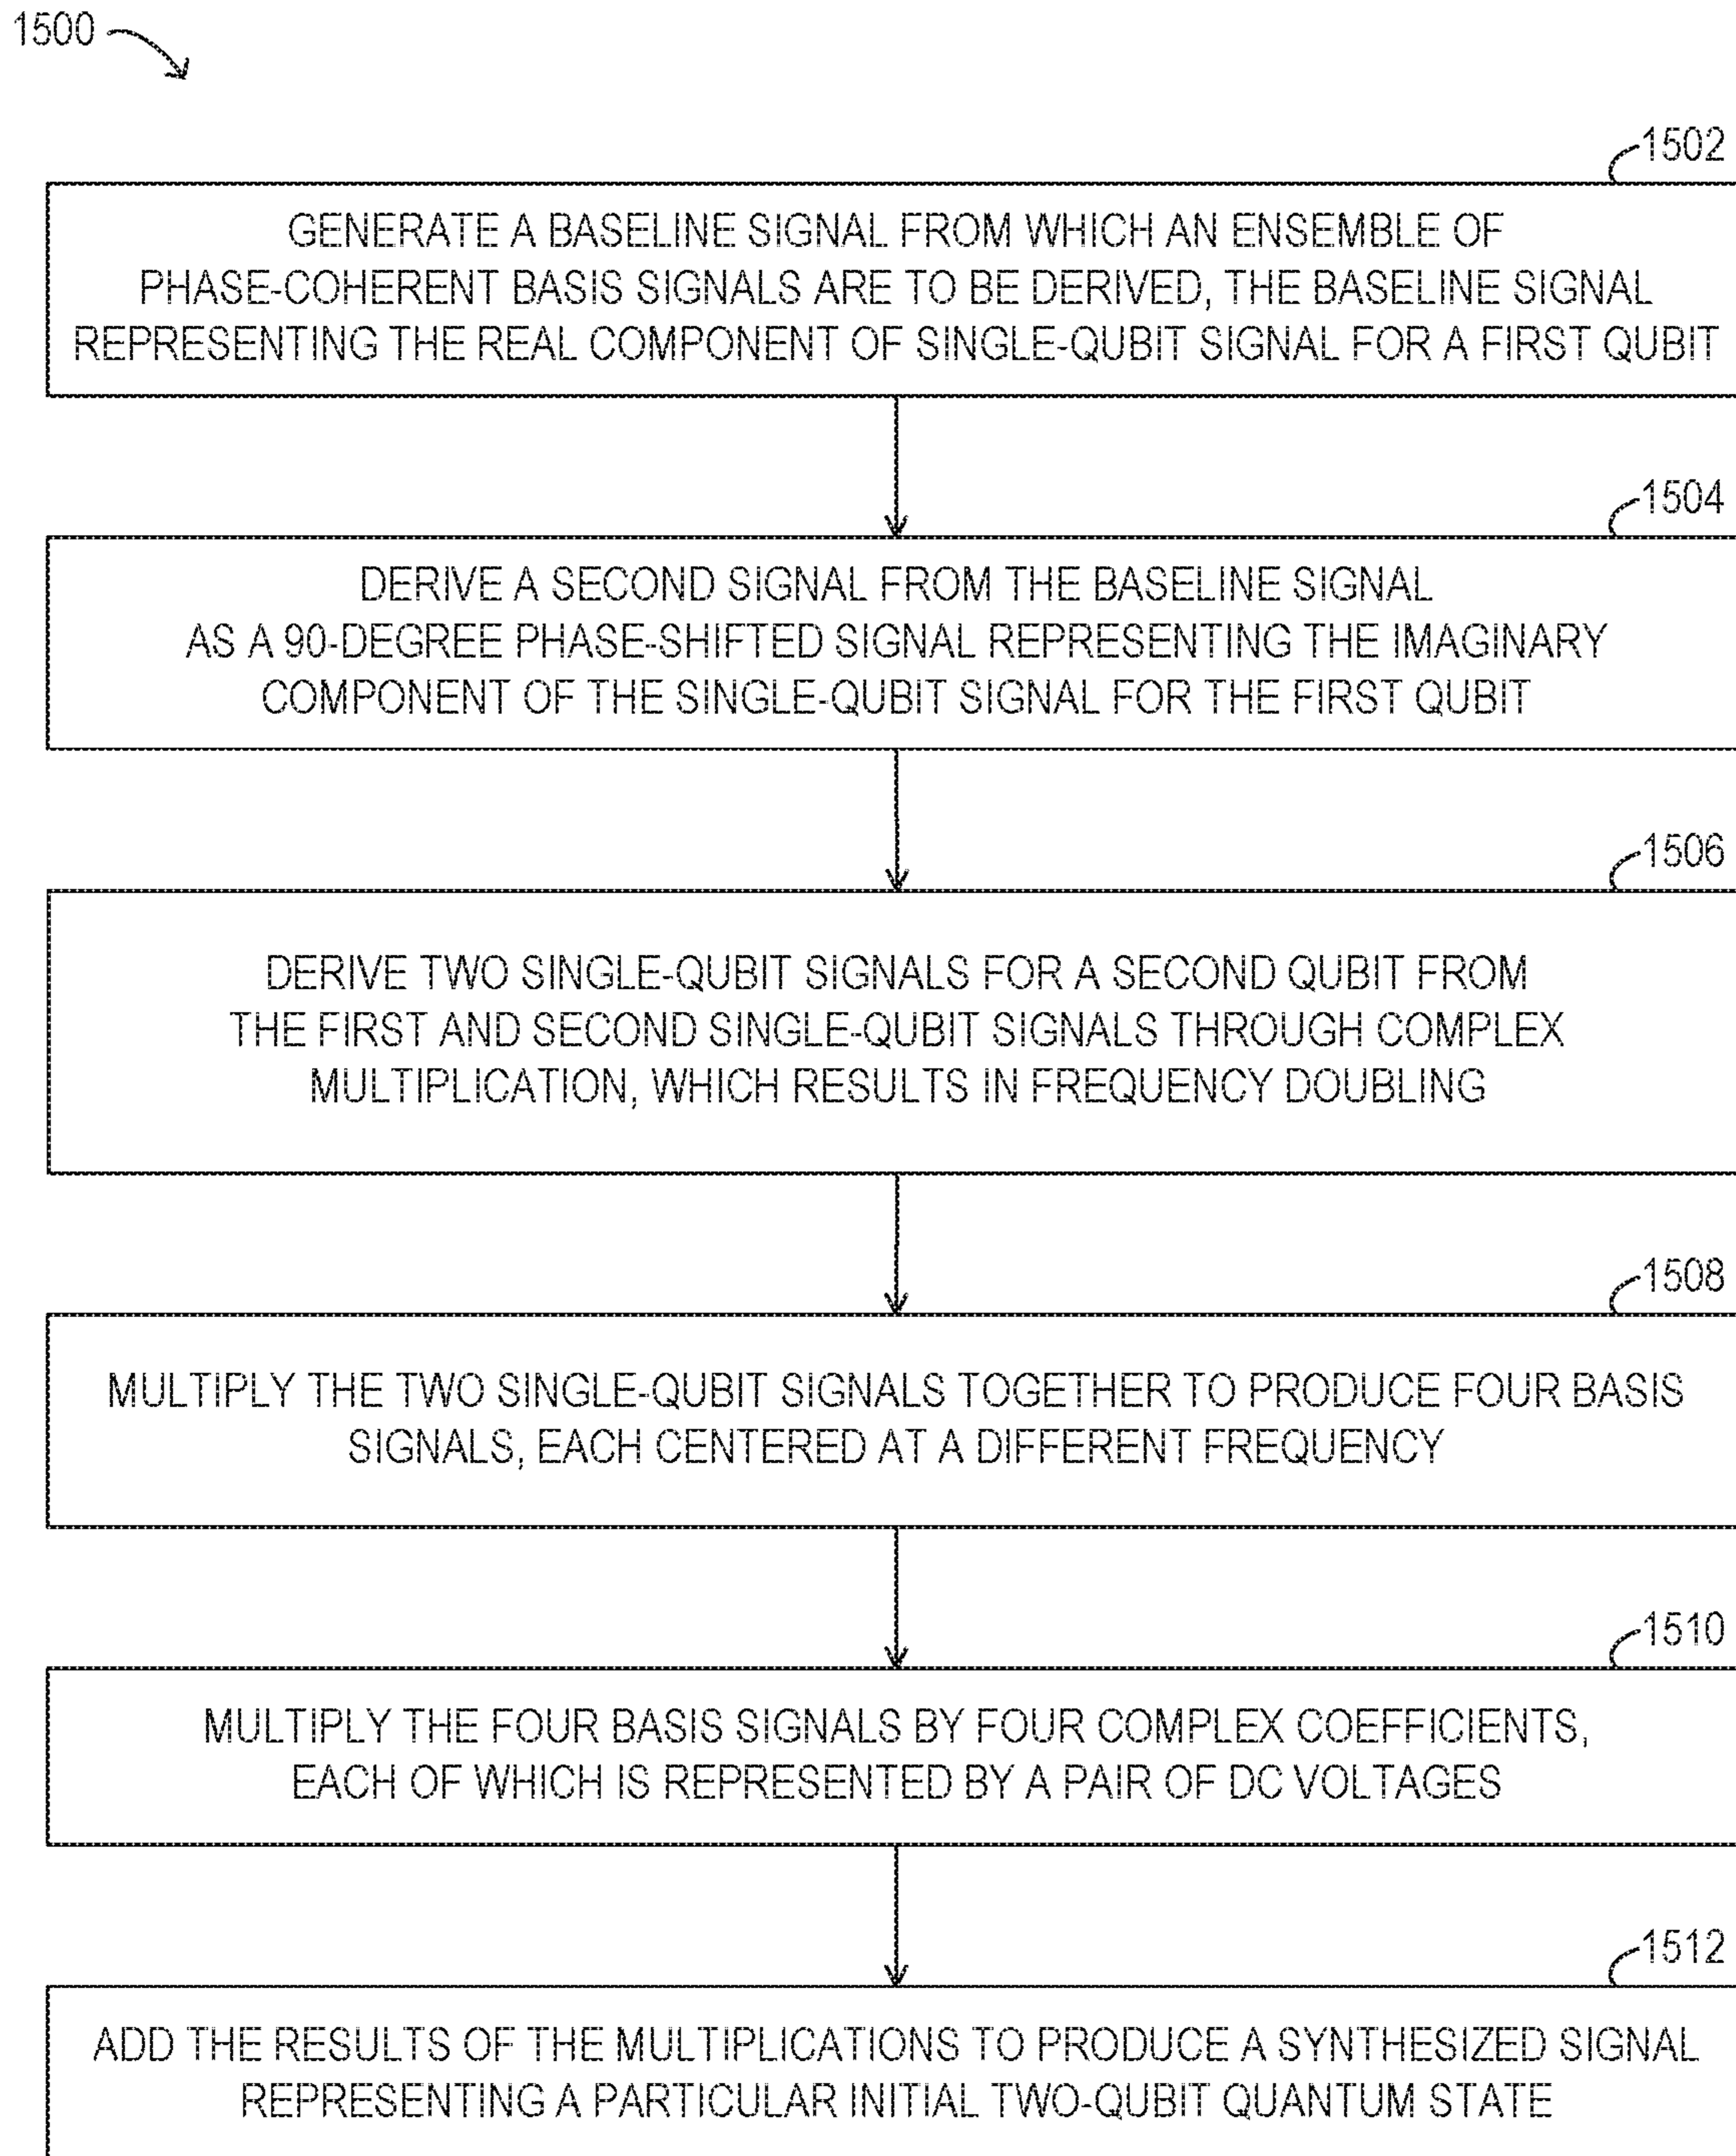 1500
1502
GENERATE A BASELINE SIGNAL FROM WHICH AN ENSEMBLE OF
PHASE-COHERENT BASIS SIGNALS ARE TO BE DERIVED, THE BASELINE SIGNAL
REPRESENTING THE REAL COMPONENT OF SINGLE-QUBIT SIGNAL FOR A FIRST QUBIT
1504
DERIVE A SECOND SIGNAL FROM THE BASELINE SIGNAL
AS A 90-DEGREE PHASE-SHIFTED SIGNAL REPRESENTING THE IMAGINARY
COMPONENT OF THE SINGLE-QUBIT SIGNAL FOR THE FIRST QUBIT
1506
DERIVE TWO SINGLE-QUBIT SIGNALS FOR A SECOND QUBIT FROM
THE FIRST AND SECOND SINGLE-QUBIT SIGNALS THROUGH COMPLEX
MULTIPLICATION, WHICH RESULTS IN FREQUENCY DOUBLING
1508
MULTIPLY THE TWO SINGLE-QUBIT SIGNALS TOGETHER TO PRODUCE FOUR BASIS
SIGNALS, EACH CENTERED AT A DIFFERENT FREQUENCY
1510
MULTIPLY THE FOUR BASIS SIGNALS BY FOUR COMPLEX COEFFICIENTS,
EACH OF WHICH IS REPRESENTED BY A PAIR OF DC VOLTAGES
1512
ADD THE RESULTS OF THE MULTIPLICATIONS TO PRODUCE A SYNTHESIZED SIGNAL
REPRESENTING A PARTICULAR INITIAL TWO-QUBIT QUANTUM STATE